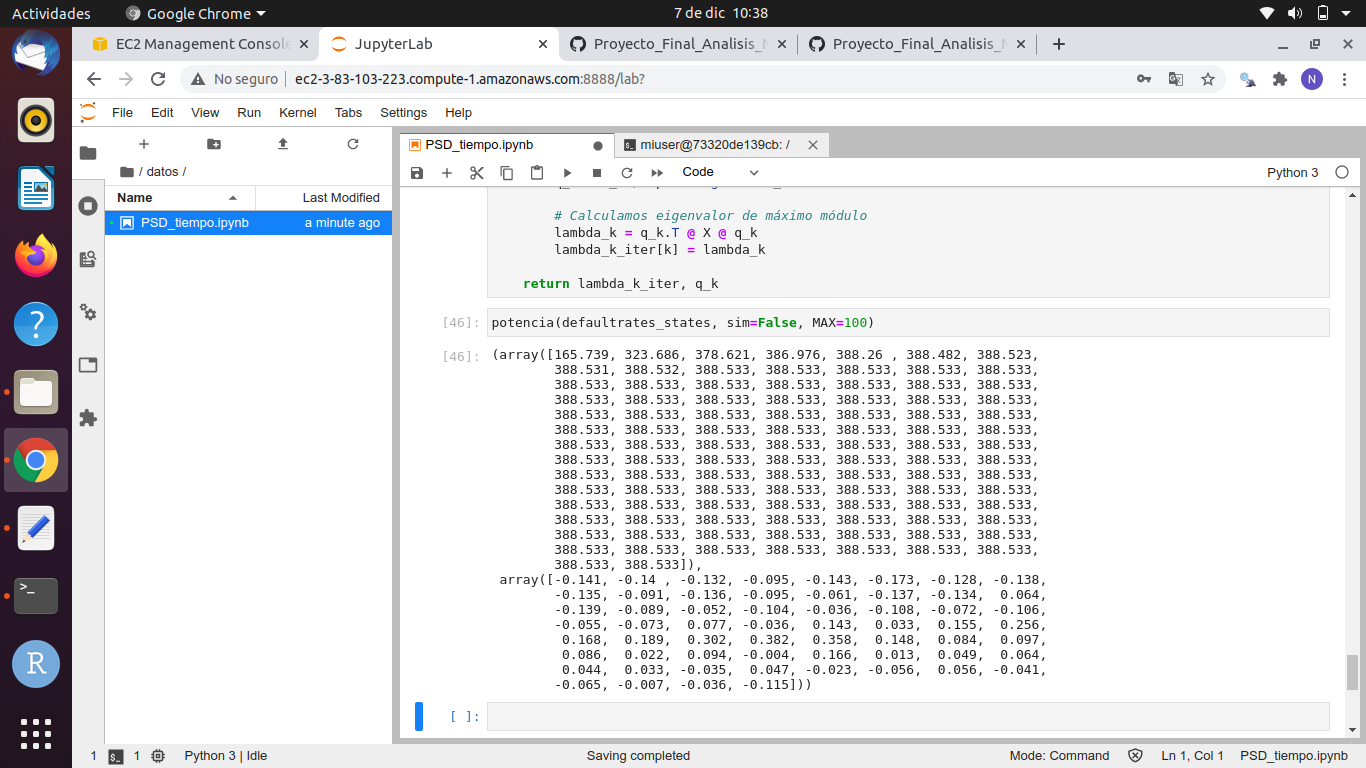 Actividades
Google Chrome
7 de dic 10:38
EC2 Management Console
JupyterLab
Proyecto_Final_Analisis_
Proyecto_Final_Analisis_
No seguro
ec2-3-83-103-223.compute-1.amazonaws.com:8888/lab?
N
File Edit View Run Kernel Tabs Settings Help
/ datos /
Name Last Modified
PSD_tiempo.ipynb a minute ago
PSD_tiempo.ipynb
miuser@73320de139cb: /
Code
Python 3
# Calculamos eigenvalor de máximo módulo
lambda_k = q_k.T @ X @ q_k
lambda_k_iter[k] = lambda_k
return lambda_k_iter, q_k
[46]: potencia(defaultrates_states, sim=False, MAX=100)
[46]: (array([165.739, 323.686, 378.621, 386.976, 388.26 , 388.482, 388.523,
388.531, 388.532, 388.533, 388.533, 388.533, 388.533, 388.533,
388.533, 388.533, 388.533, 388.533, 388.533, 388.533, 388.533,
388.533, 388.533, 388.533, 388.533, 388.533, 388.533, 388.533,
388.533, 388.533, 388.533, 388.533, 388.533, 388.533, 388.533,
388.533, 388.533, 388.533, 388.533, 388.533, 388.533, 388.533,
388.533, 388.533, 388.533, 388.533, 388.533, 388.533, 388.533,
388.533, 388.533, 388.533, 388.533, 388.533, 388.533, 388.533,
388.533, 388.533, 388.533, 388.533, 388.533, 388.533, 388.533,
388.533, 388.533, 388.533, 388.533, 388.533, 388.533, 388.533,
388.533, 388.533, 388.533, 388.533, 388.533, 388.533, 388.533,
388.533, 388.533, 388.533, 388.533, 388.533, 388.533, 388.533,
388.533, 388.533, 388.533, 388.533, 388.533, 388.533, 388.533,
388.533, 388.533, 388.533, 388.533, 388.533, 388.533, 388.533,
388.533, 388.533]),
array([-0.141, -0.14 , -0.132, -0.095, -0.143, -0.173, -0.128, -0.138,
-0.135, -0.091, -0.136, -0.095, -0.061, -0.137, -0.134, 0.064,
-0.139, -0.089, -0.052, -0.104, -0.036, -0.108, -0.072, -0.106,
-0.055, -0.073, 0.077, -0.036, 0.143, 0.033, 0.155, 0.256,
0.168, 0.189, 0.302, 0.382, 0.358, 0.148, 0.084, 0.097,
0.086, 0.022, 0.094, -0.004, 0.166, 0.013, 0.049, 0.064,
0.044, 0.033, -0.035, 0.047, -0.023, -0.056, 0.056, -0.041,
-0.065, -0.007, -0.036, -0.115]))
[ ]:
1 1 Python 3 | Idle
Saving completed
Mode: Command
Ln 1, Col 1
PSD_tiempo.ipynb